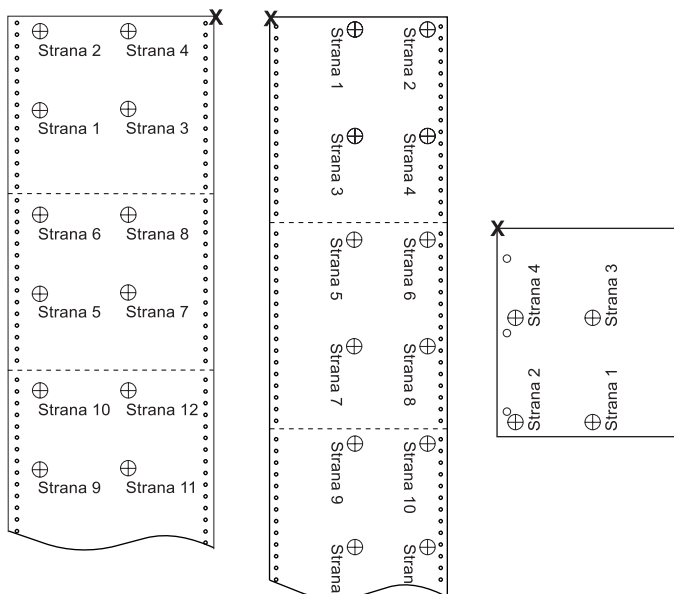 X
Strana 2 Strana 4
Strana 1 Strana 3
Strana 6 Strana 8
Strana 5 Strana 7
Strana 10 Strana 12
Strana 9 Strana 11
X
Strana 1 Strana 2
Strana 3 Strana 4
Strana 5 Strana 6
Strana 7 Strana 8
Strana 9 Strana 10
Strana Stran
X
Strana 4 Strana 3
Strana 2 Strana 1